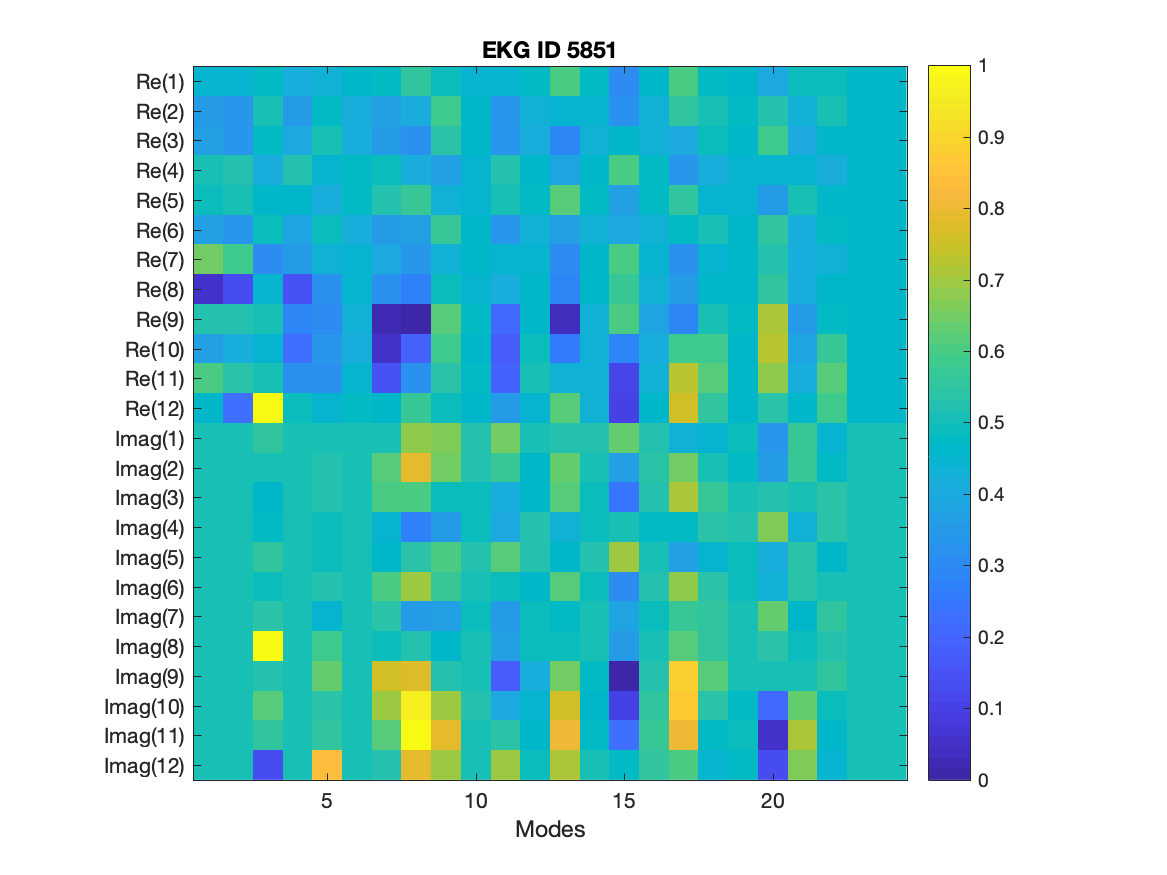 EKG ID 5851
Re(1)
Re(2)
Re(3)
Re(4)
Re(5)
Re(6)
Re(7)
Re(8)
Re(9)
Re(10)
Re(11)
Re(12)
Imag(1)
Imag(2)
Imag(3)
Imag(4)
Imag(5)
Imag(6)
Imag(7)
Imag(8)
Imag(9)
Imag(10)
Imag(11)
Imag(12)
5 10 15 20
Modes
1
0.9
0.8
0.7
0.6
0.5
0.4
0.3
0.2
0.1
0